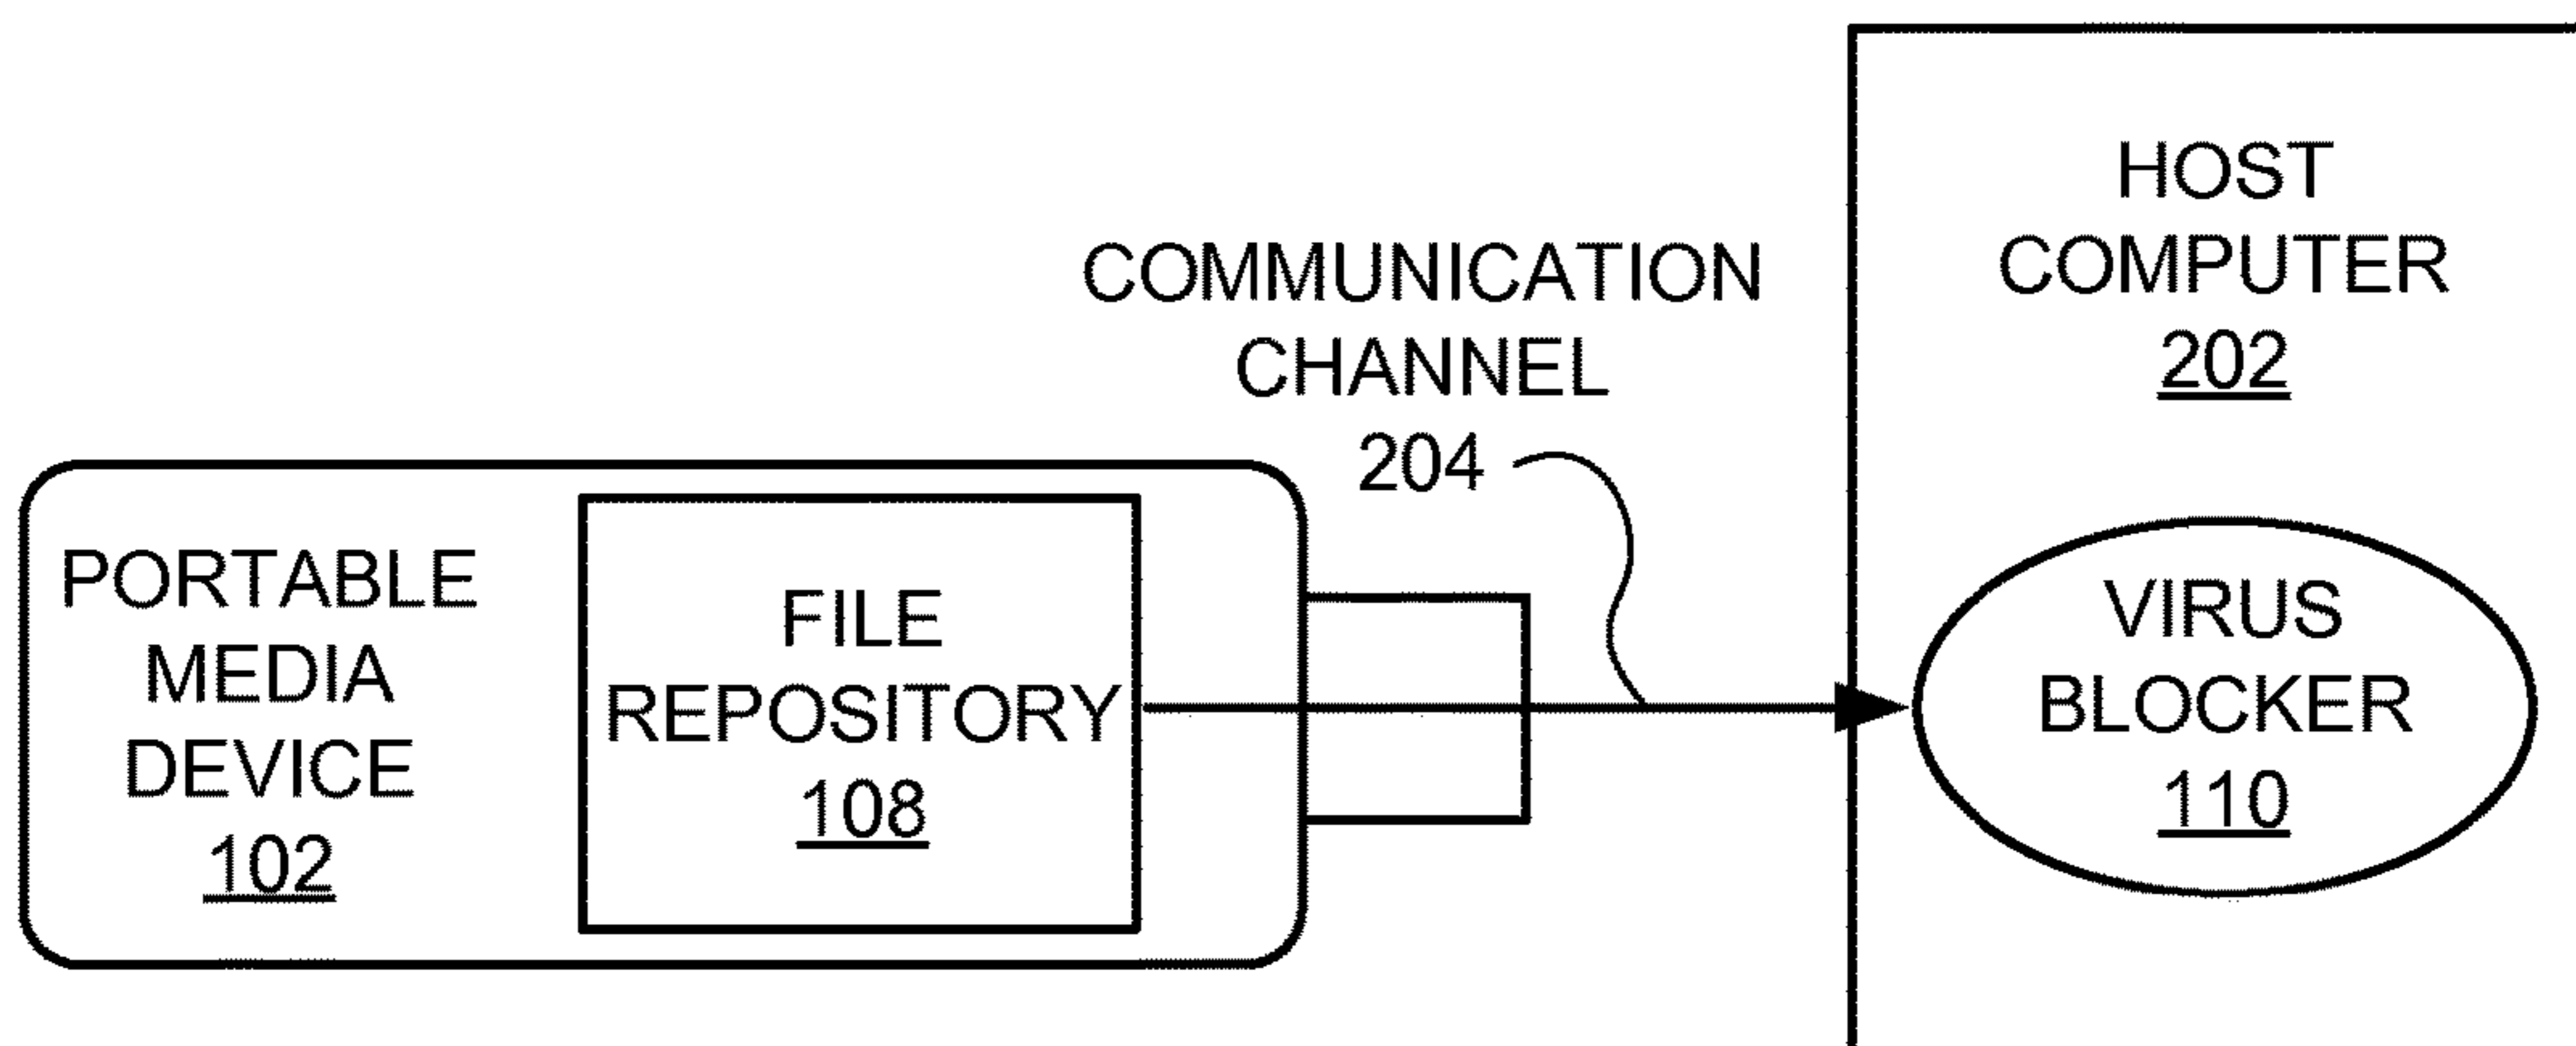 PORTABLE
MEDIA
DEVICE
102
FILE
REPOSITORY
108
COMMUNICATION
CHANNEL
204
HOST
COMPUTER
202
VIRUS
BLOCKER
110